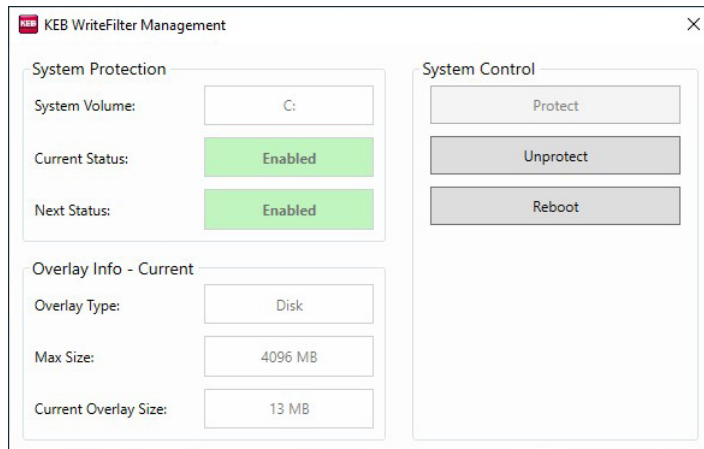 KEB
KEB WriteFilter Management
System Protection
System Volume:
C:
Current Status:
Enabled
Next Status:
Enabled
Overlay Info - Current
Overlay Type:
Disk
Max Size:
4096 MB
Current Overlay Size:
13 MB
System Control
Protect
Unprotect
Reboot